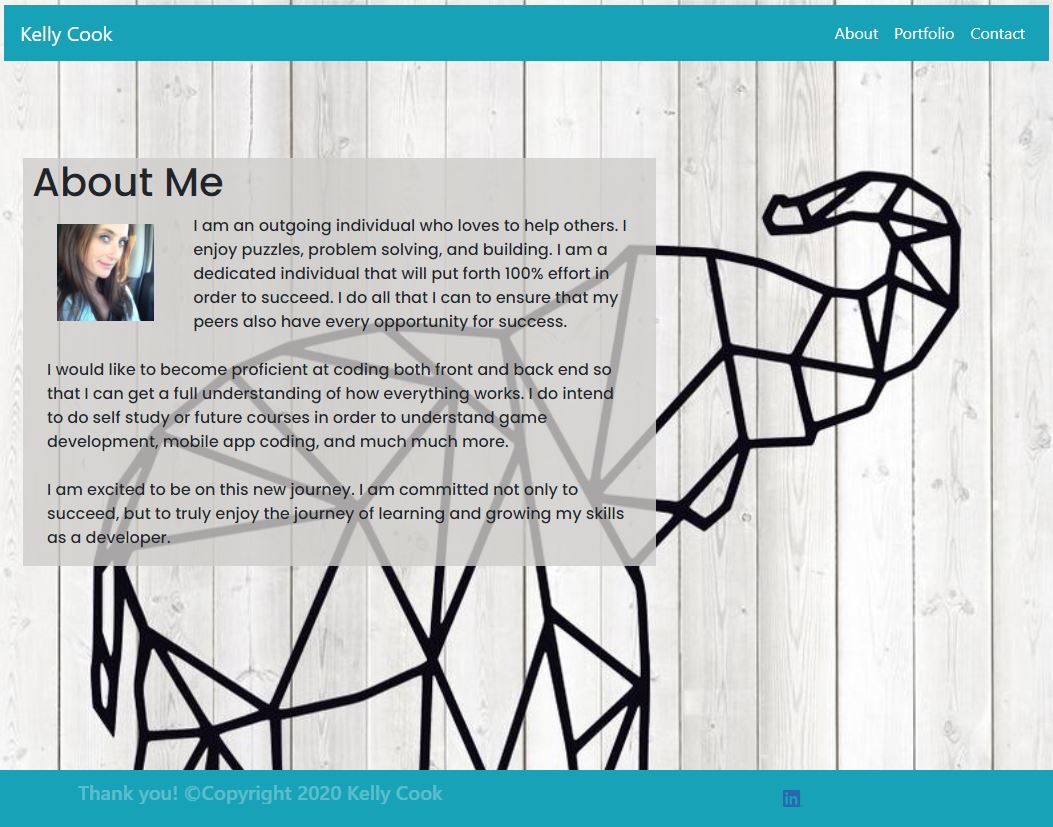 Kelly Cook
About Portfolio Contact
About Me
I am an outgoing individual who loves to help others. I
enjoy puzzles, problem solving, and building. I am a
dedicated individual that will put forth 100% effort in
order to succeed. I do all that I can to ensure that my
peers also have every opportunity for success.
I would like to become proficient at coding both front and back end so
that I can get a full understanding of how everything works. I do intend
to do self study or future courses in order to understand game
development, mobile app coding, and much much more.
I am excited to be on this new journey. I am committed not only to
succeed, but to truly enjoy the journey of learning and growing my skills
as a developer.
Thank you! ©Copyright 2020 Kelly Cook
in